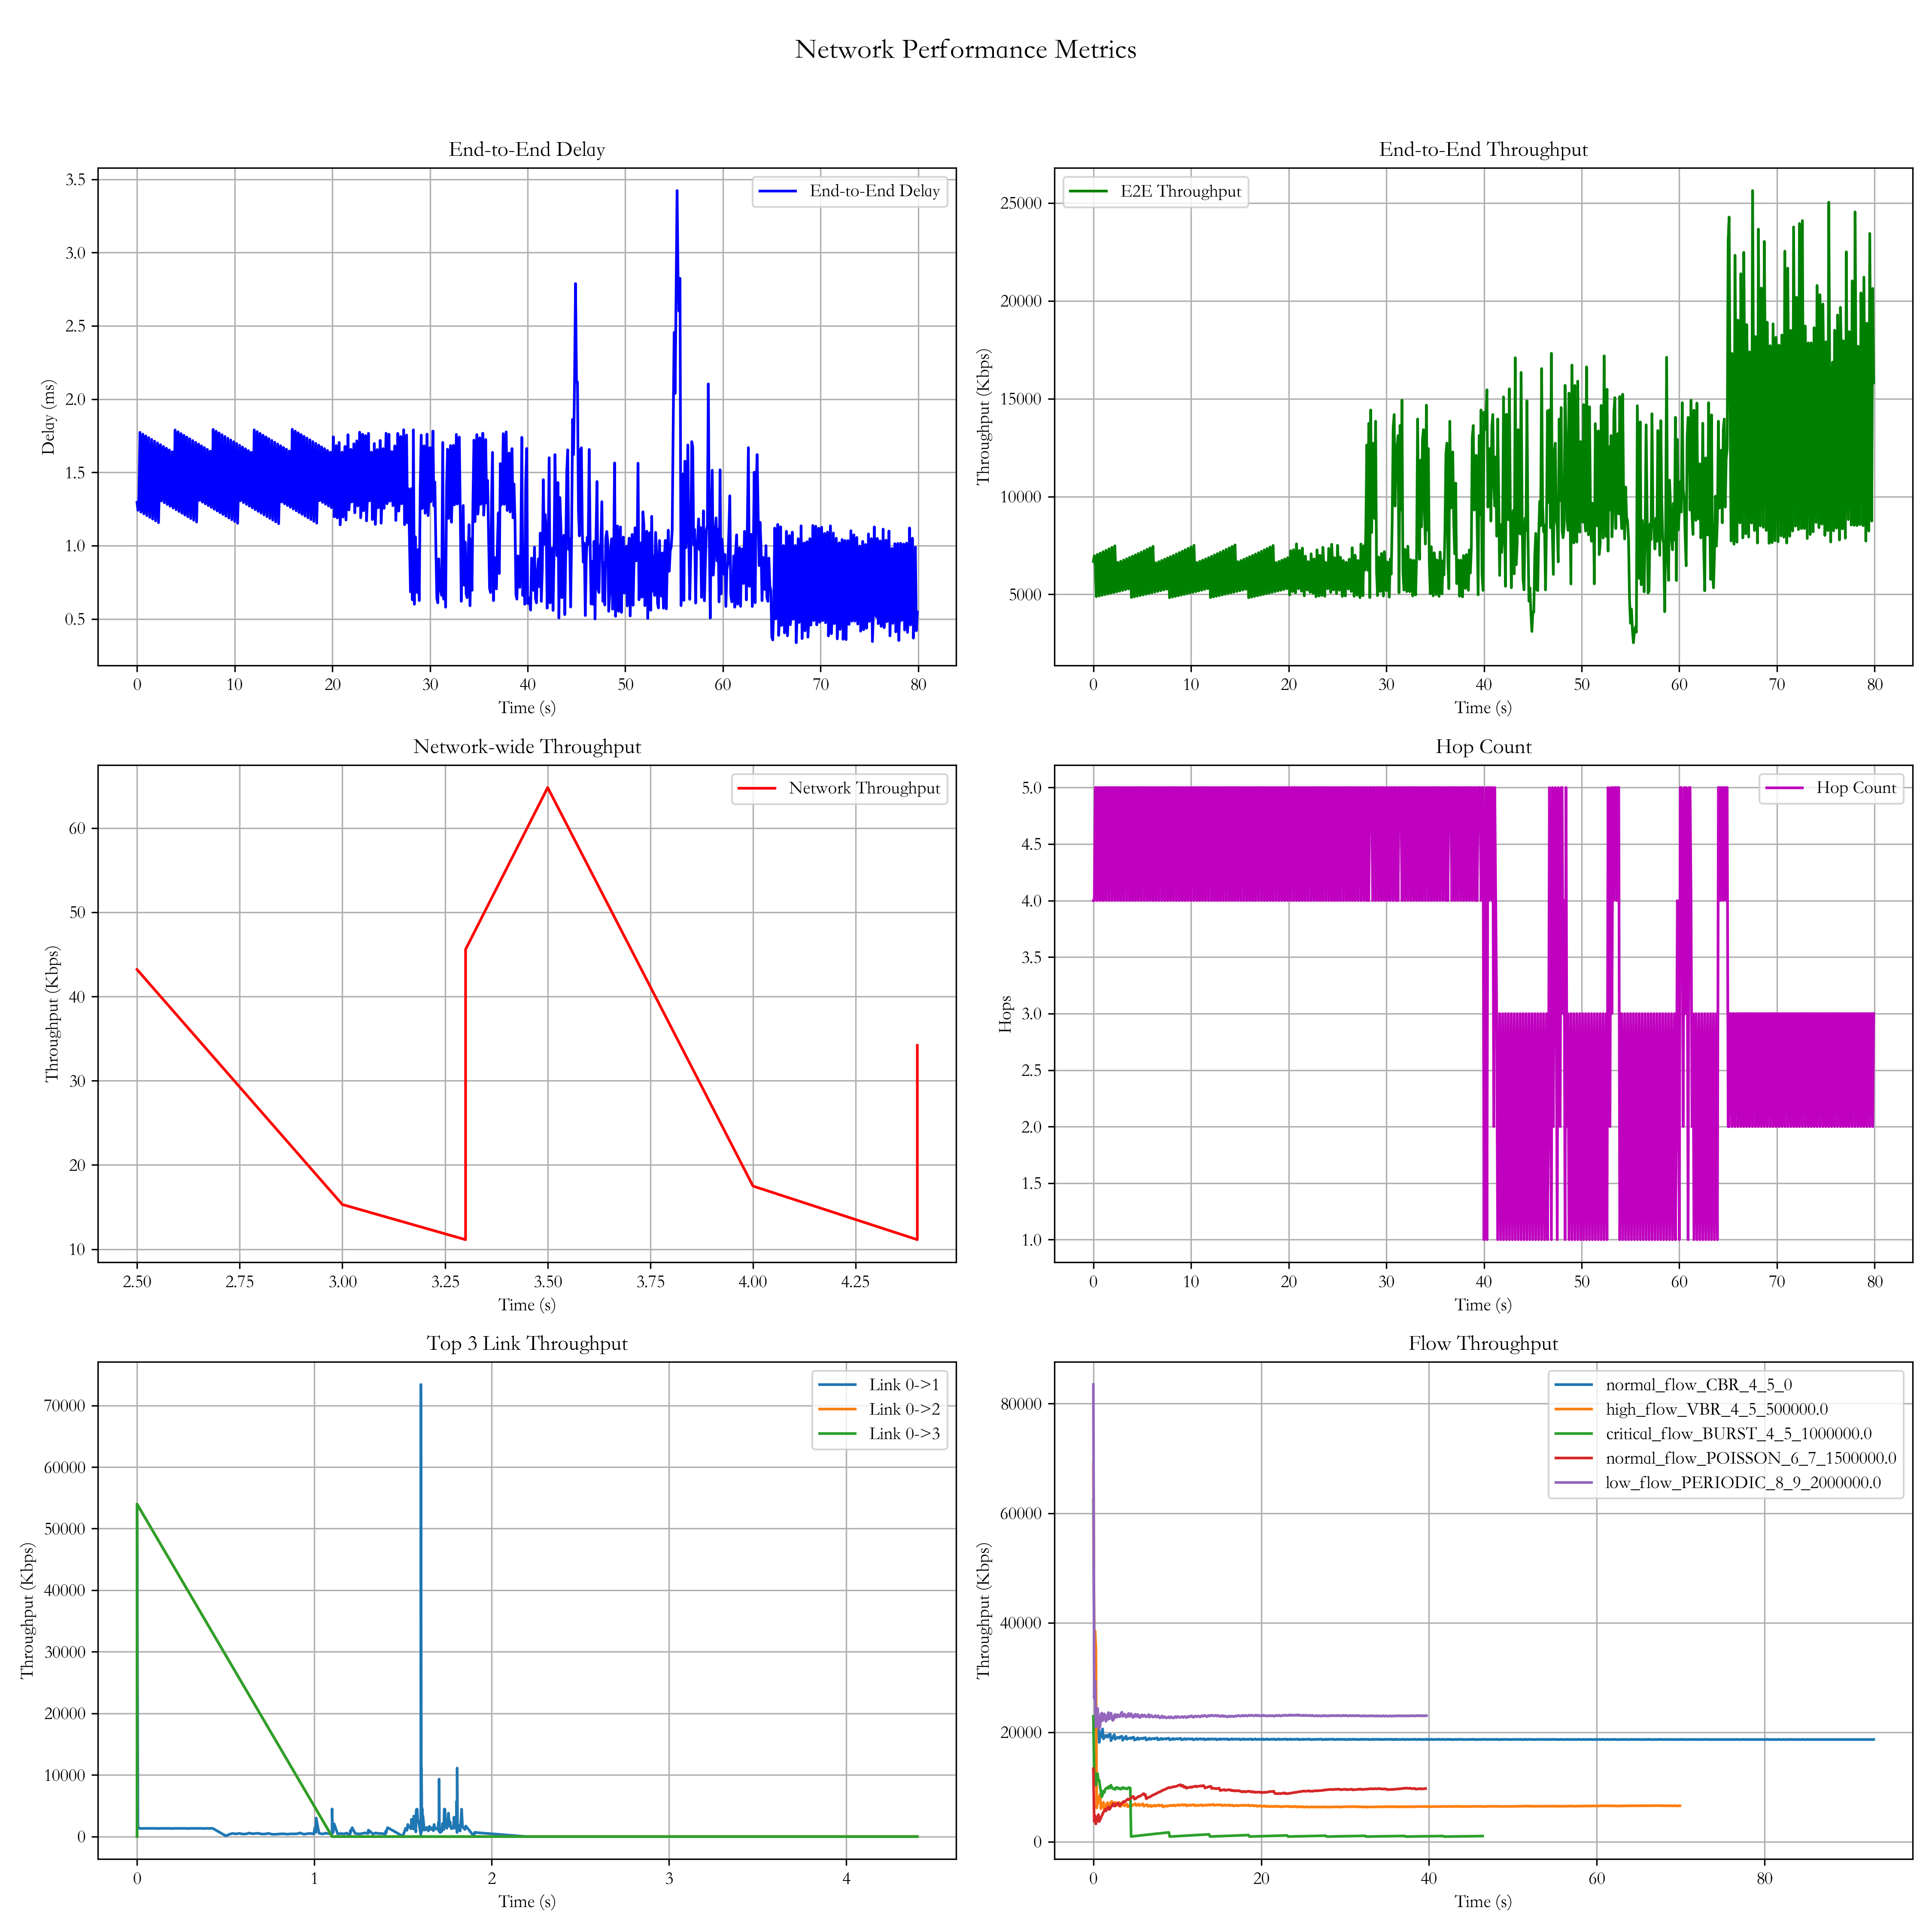 Network Performance Metrics
End-to-End Delay
End-to-End Delay
3.5
3.0
2.5
2.0
1.5
1.0
0.5
Delay (ms)
0 10 20 30 40 50 60 70 80
Time (s)
End-to-End Throughput
E2E Throughput
25000
20000
15000
10000
5000
Throughput (Kbps)
0 10 20 30 40 50 60 70 80
Time (s)
Network-wide Throughput
Network Throughput
60
50
40
30
20
10
Throughput (Kbps)
2.50 2.75 3.00 3.25 3.50 3.75 4.00 4.25
Time (s)
Hop Count
Hop Count
5.0
4.5
4.0
3.5
3.0
2.5
2.0
1.5
1.0
Hops
0 10 20 30 40 50 60 70 80
Time (s)
Top 3 Link Throughput
Link 0->1
Link 0->2
Link 0->3
70000
60000
50000
40000
30000
20000
10000
0
Throughput (Kbps)
0 1 2 3 4
Time (s)
Flow Throughput
normal_flow_CBR_4_5_0
high_flow_VBR_4_5_500000.0
critical_flow_BURST_4_5_1000000.0
normal_flow_POISSON_6_7_1500000.0
low_flow_PERIODIC_8_9_2000000.0
80000
60000
40000
20000
0
Throughput (Kbps)
0 20 40 60 80
Time (s)